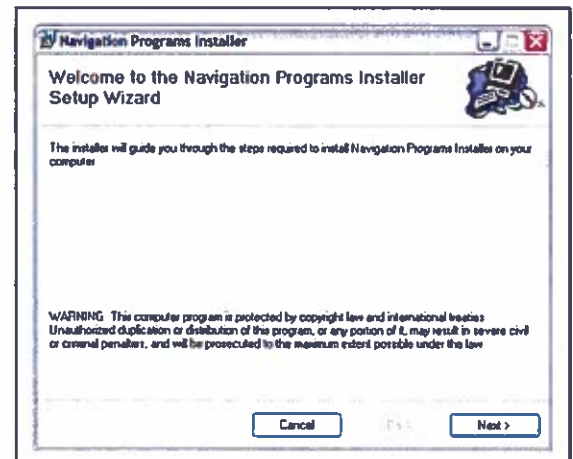 Navigation Programs Installer
Welcome to the Navigation Programs Installer
Setup Wizard
The installer will guide you through the steps required to install Navigation Programs Installer on your
computer
WARNING: This computer program is protected by copyright law and international treaties
Unauthorized duplication or distribution of this program, or any portion of it, may result in severe civil
or criminal penalties, and will be prosecuted to the maximum extent possible under the law
Cancel
Next >